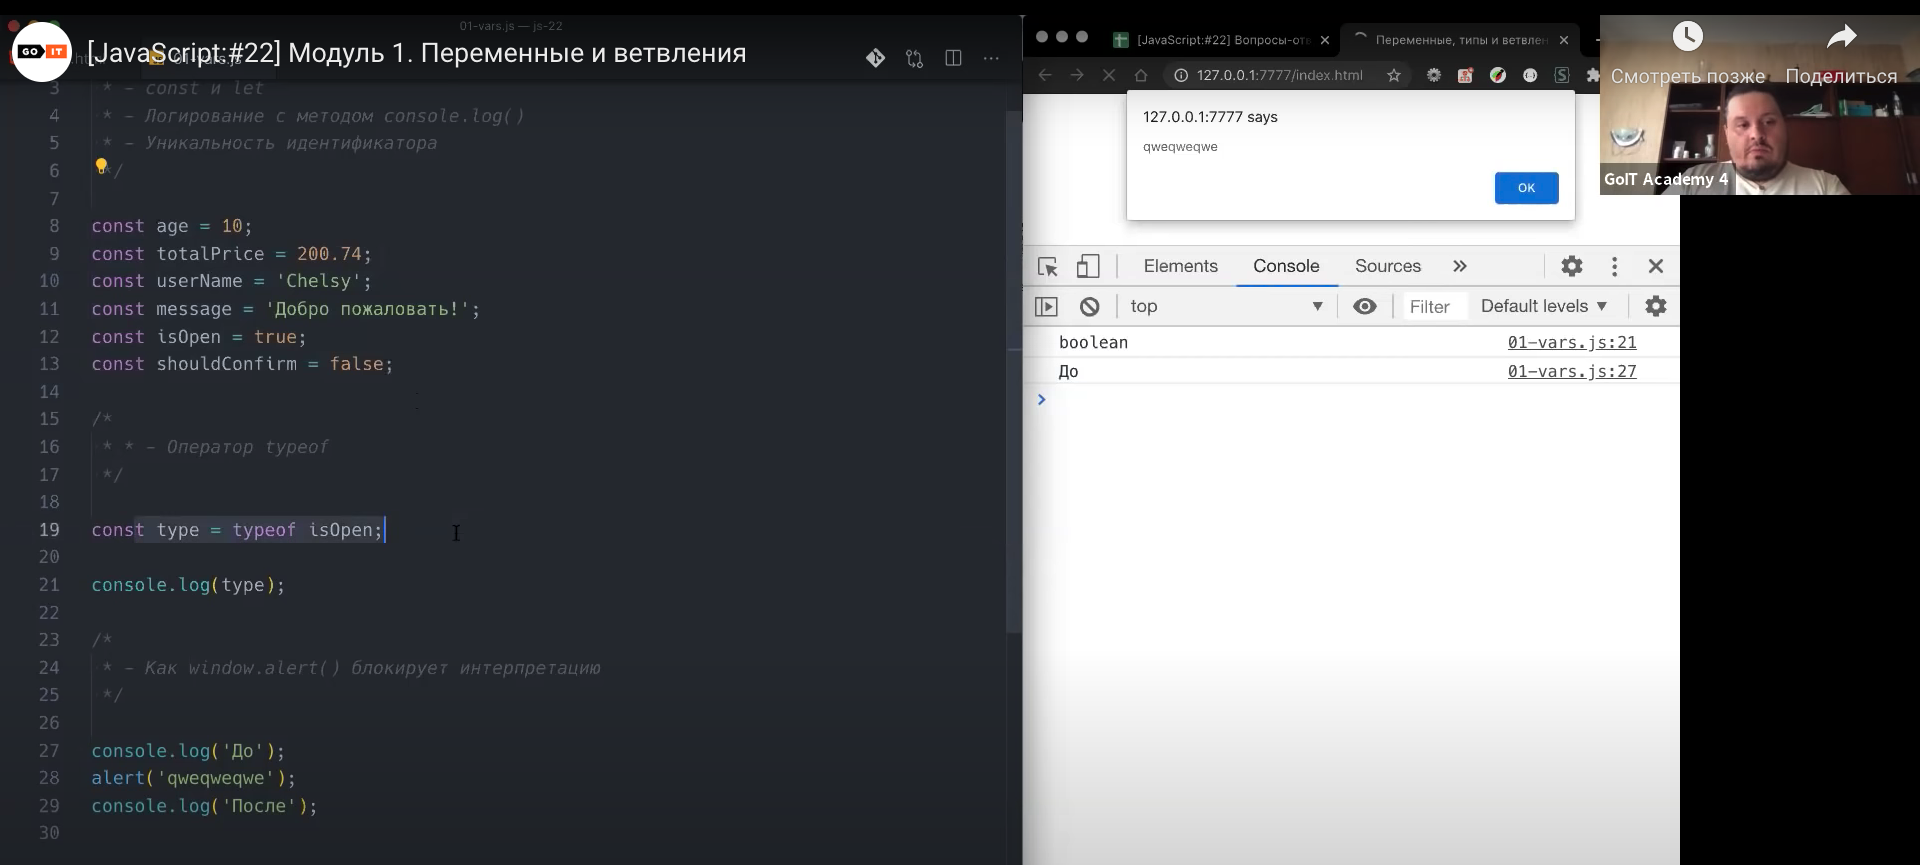 01-vars.js — js-22
GO IT
[JavaScript:#22] Модуль 1. Переменные и ветвления
3 * - const и let
4 * - Логирование с методом console.log()
5 * - Уникальность идентификатора
6 */
7
8 const age = 10;
9 const totalPrice = 200.74;
10 const userName = 'Chelsy';
11 const message = 'Добро пожаловать!';
12 const isOpen = true;
13 const shouldConfirm = false;
14
15 /*
16 * * - Оператор typeof
17 */
18
19 const type = typeof isOpen;
20
21 console.log(type);
22
23 /*
24 * - Как window.alert() блокирует интерпретацию
25 */
26
27 console.log('До');
28 alert('qweqweqwe');
29 console.log('После');
30
[JavaScript:#22] Вопросы-отв
Переменные, типы и ветвлен
127.0.0.1:7777/index.html
Смотреть позже
Поделиться
127.0.0.1:7777 says
qweqweqwe
OK
GoIT Academy 4
Elements Console Sources
top Filter Default levels
boolean 01-vars.js:21
До 01-vars.js:27